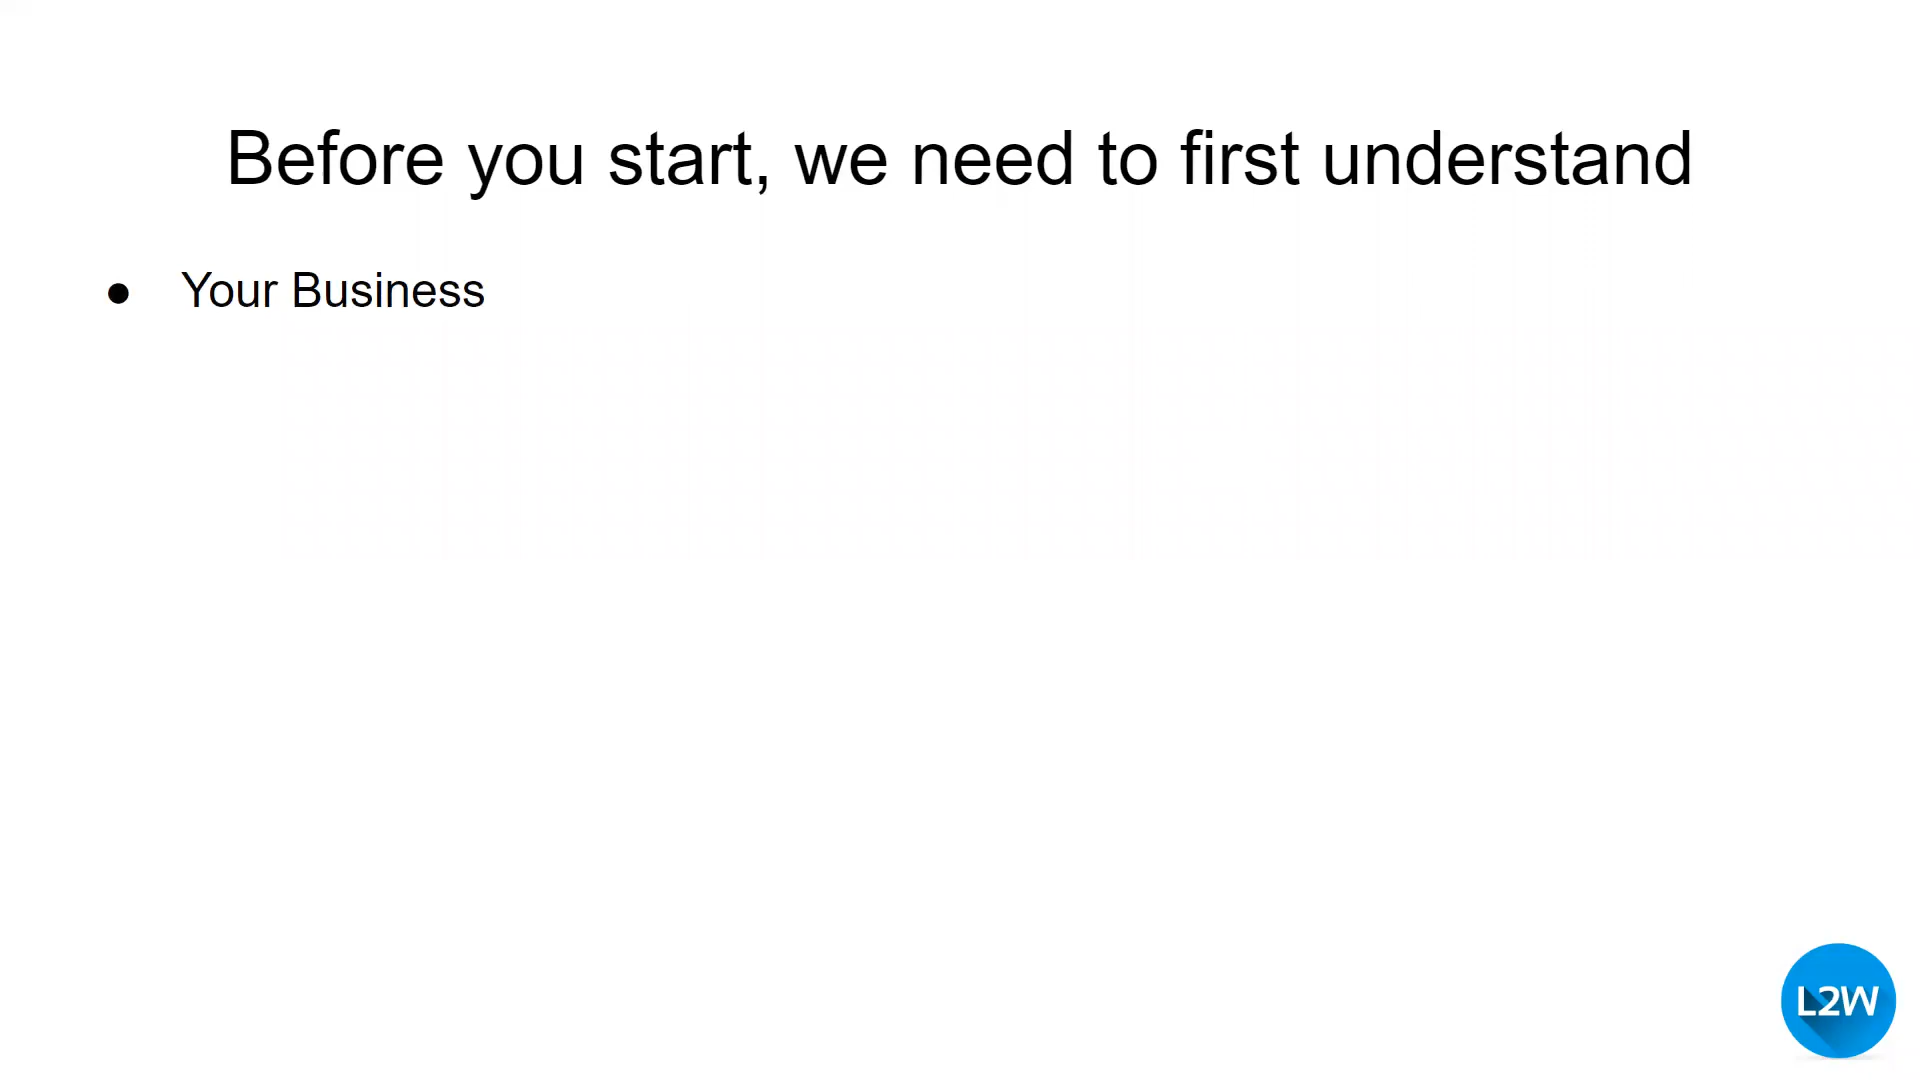 Before you start, we need to first understand
● Your Business
L2W